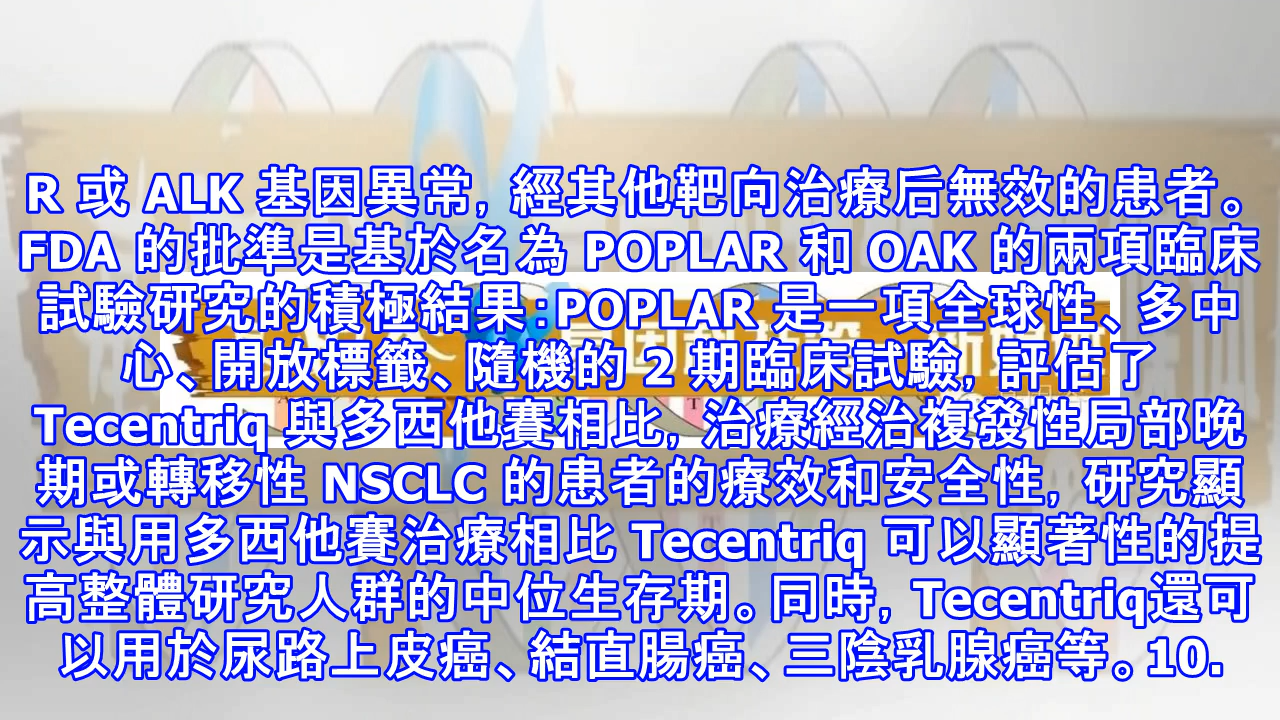 R 或 ALK 基因異常, 經其他靶向治療后無效的患者。
FDA 的批準是基於名為 POPLAR 和 OAK 的兩項臨床
試驗研究的積極結果:POPLAR 是一項全球性、多中
心、開放標籤、隨機的 2 期臨床試驗, 評估了
Tecentriq 與多西他賽相比, 治療經治複發性局部晚
期或轉移性 NSCLC 的患者的療效和安全性, 研究顯
示與用多西他賽治療相比 Tecentriq 可以顯著性的提
高整體研究人群的中位生存期。同時, Tecentriq還可
以用於尿路上皮癌、結直腸癌、三陰乳腺癌等。10.